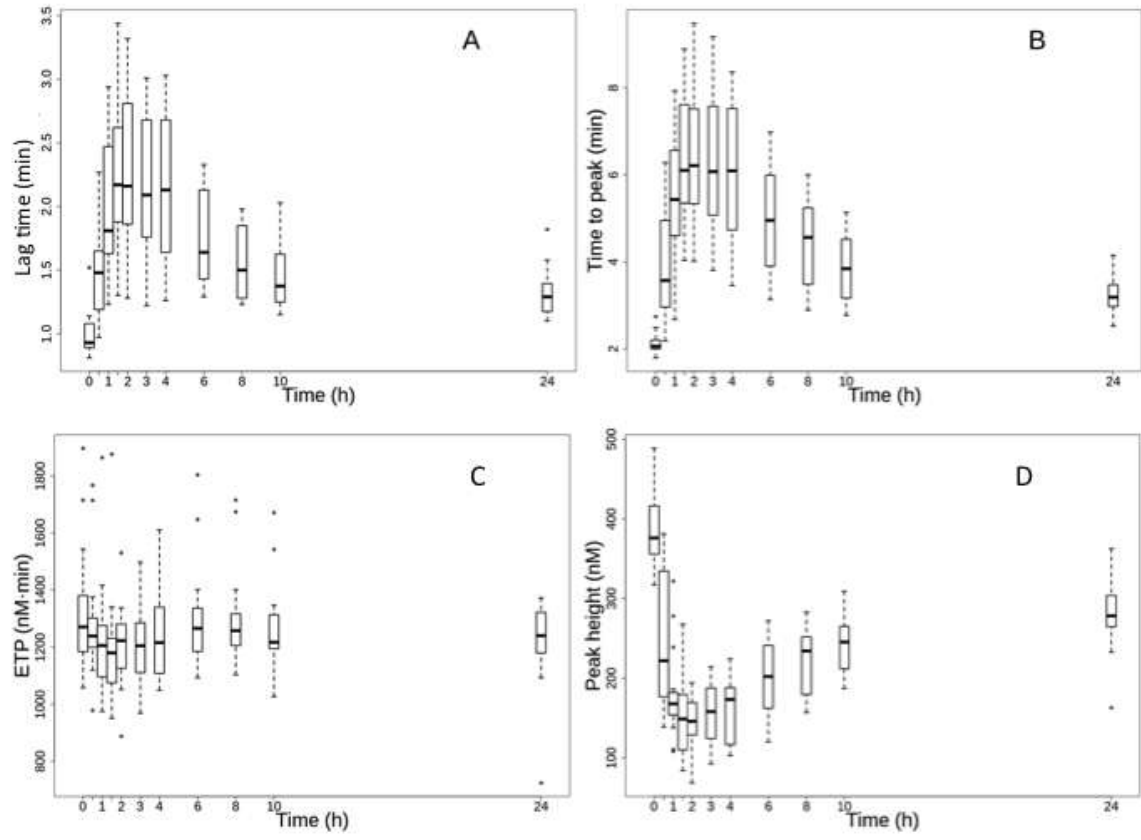 A
Lag time (min)
3.5
3.0
2.5
2.0
1.5
1.0
0 1 2 3 4 6 8 10 24
Time (h)
B
Time to peak (min)
8
6
4
2
0 1 2 3 4 6 8 10 24
Time (h)
C
ETP (nM·min)
1800
1600
1400
1200
1000
800
0 1 2 3 4 6 8 10 24
Time (h)
D
Peak height (nM)
500
400
300
200
100
0 1 2 3 4 6 8 10 24
Time (h)